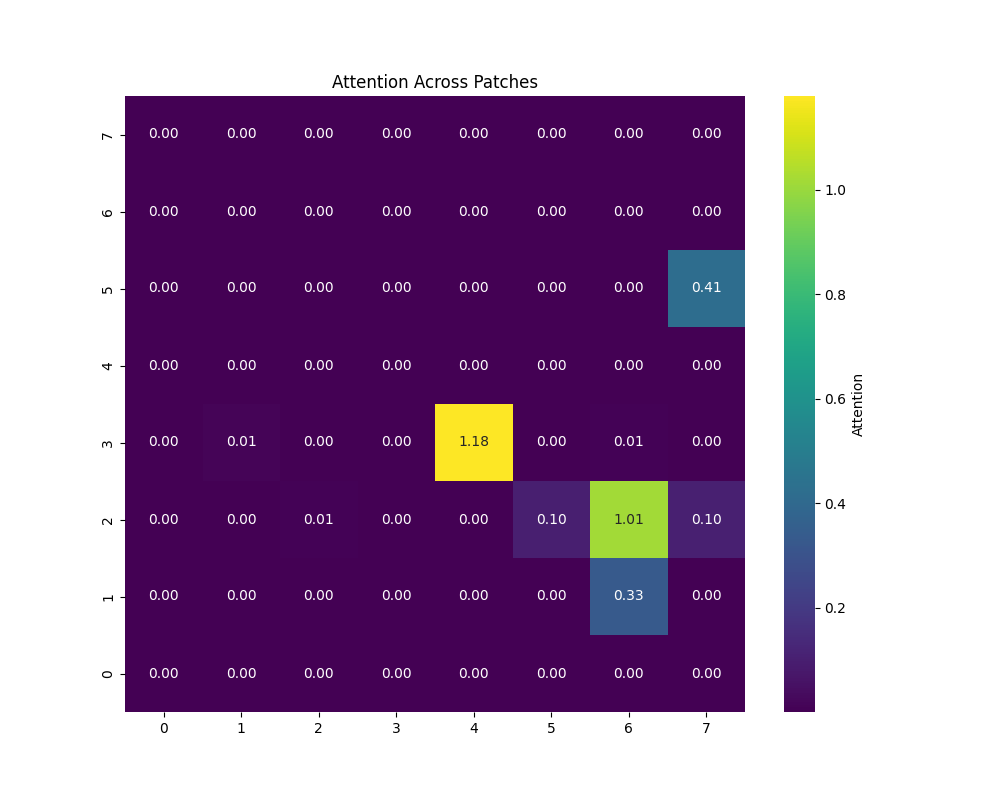 Attention Across Patches
7 0.00 0.00 0.00 0.00 0.00 0.00 0.00 0.00
6 0.00 0.00 0.00 0.00 0.00 0.00 0.00 0.00
5 0.00 0.00 0.00 0.00 0.00 0.00 0.00 0.41
4 0.00 0.00 0.00 0.00 0.00 0.00 0.00 0.00
3 0.00 0.01 0.00 0.00 1.18 0.00 0.01 0.00
2 0.00 0.00 0.01 0.00 0.00 0.10 1.01 0.10
1 0.00 0.00 0.00 0.00 0.00 0.00 0.33 0.00
0 0.00 0.00 0.00 0.00 0.00 0.00 0.00 0.00
0 1 2 3 4 5 6 7
1.0
0.8
0.6
0.4
0.2
Attention